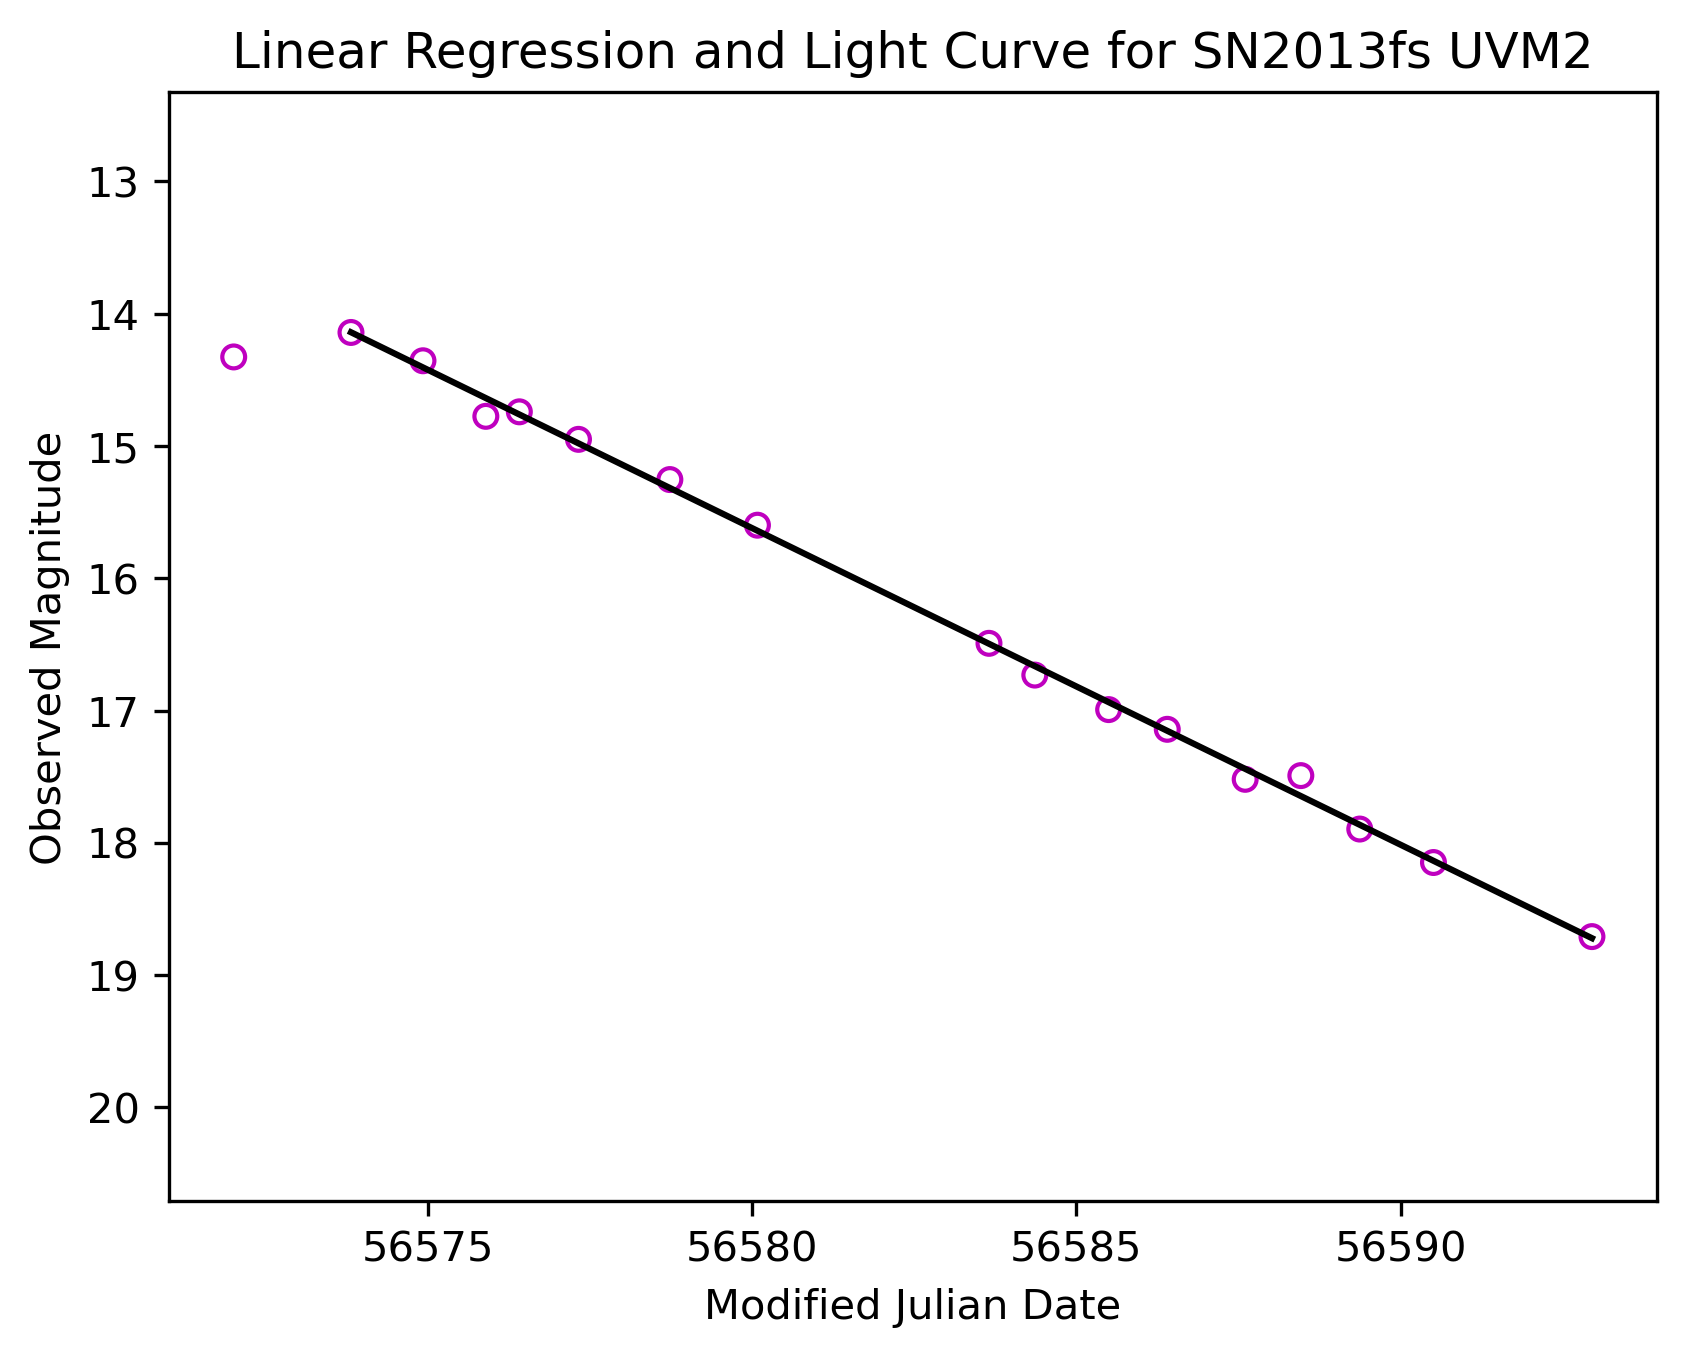 Linear Regression and Light Curve for SN2013fs UVM2
13
14
15
16
17
18
19
20
Observed Magnitude
56575 56580 56585 56590
Modified Julian Date